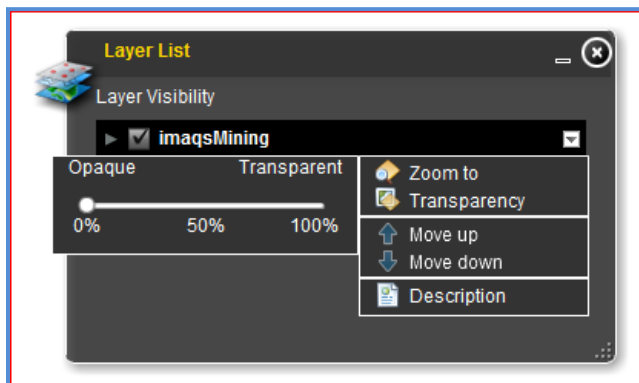 Layer List
Layer Visibility
imaqsMining
Opaque Transparent
0% 50% 100%
Zoom to
Transparency
Move up
Move down
Description